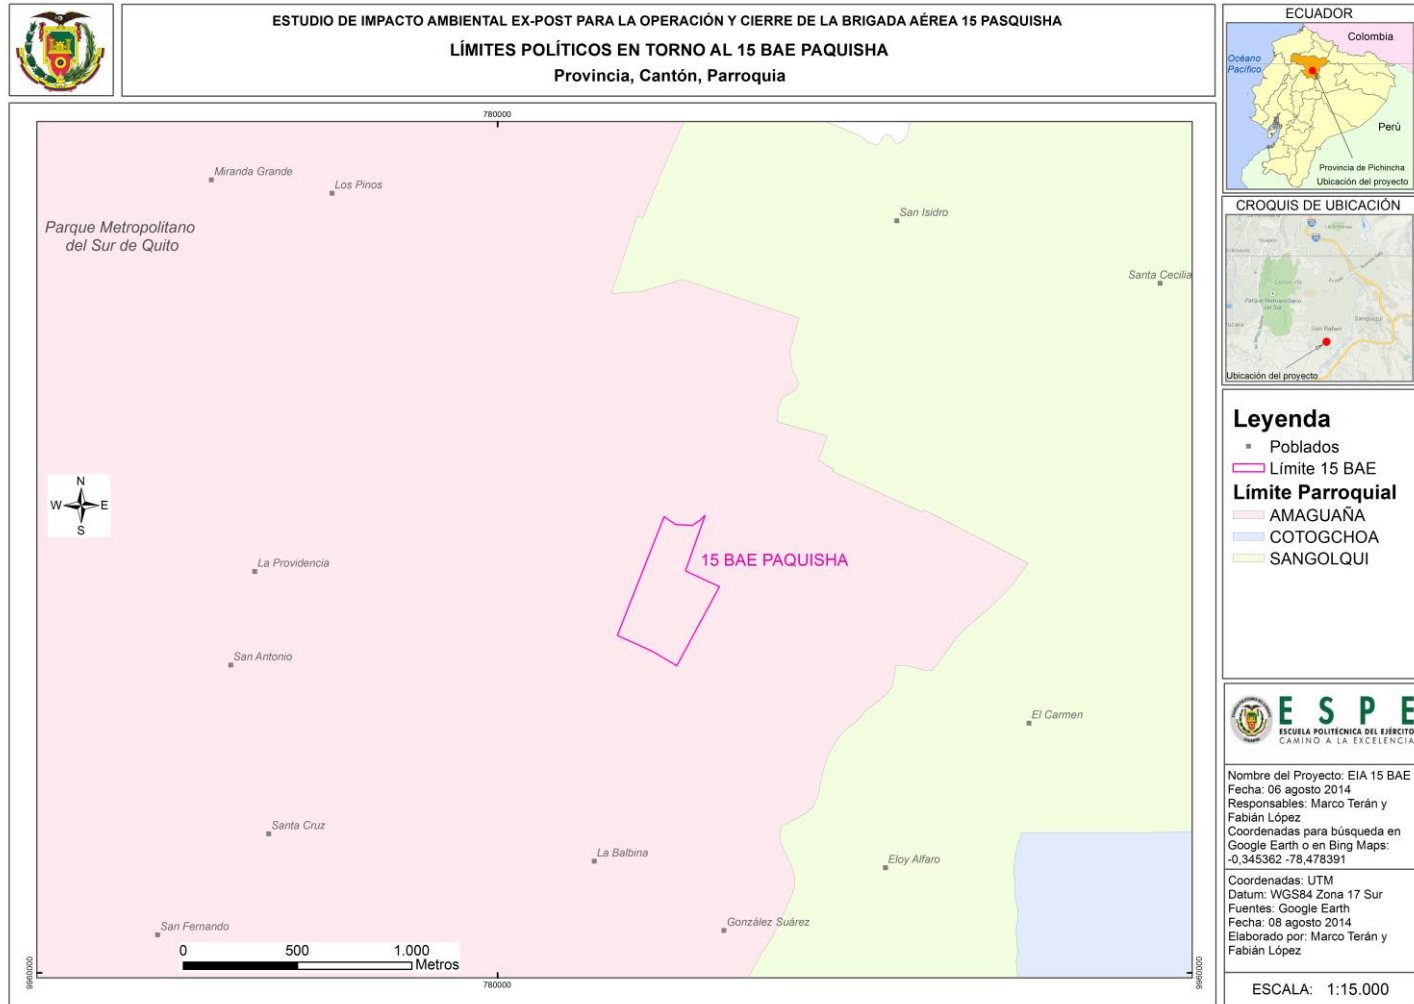 ESTUDIO DE IMPACTO AMBIENTAL EX-POST PARA LA OPERACIÓN Y CIERRE DE LA BRIGADA AÉREA 15 PASQUISHA
LÍMITES POLÍTICOS EN TORNO AL 15 BAE PAQUISHA
Provincia, Cantón, Parroquia
ECUADOR
Colombia
Océano
Pacífico
Perú
Provincia de Pichincha
Ubicación del proyecto
CROQUIS DE UBICACIÓN
Conocoto
Parque Metropolitano
del Sur
San Rafael
Sangolquí
Ubicación del proyecto
780000
Miranda Grande
Los Pinos
Parque Metropolitano
del Sur de Quito
San Isidro
Santa Cecilia
N
W E
S
15 BAE PAQUISHA
La Providencia
San Antonio
El Carmen
Santa Cruz
La Balbina
Eloy Alfaro
San Fernando
González Suárez
0 500 1.000
Metros
9960000
780000
9960000
Leyenda
Poblados
Límite 15 BAE
Límite Parroquial
AMAGUAÑA
COTOGCHOA
SANGOLQUI
E S P E
ESCUELA POLITÉCNICA DEL EJÉRCITO
CAMINO A LA EXCELENCIA
Nombre del Proyecto: EIA 15 BAE
Fecha: 06 agosto 2014
Responsables: Marco Terán y
Fabián López
Coordenadas para búsqueda en
Google Earth o en Bing Maps:
-0,345362 -78,478391
Coordenadas: UTM
Datum: WGS84 Zona 17 Sur
Fuentes: Google Earth
Fecha: 08 agosto 2014
Elaborado por: Marco Terán y
Fabián López
ESCALA: 1:15.000